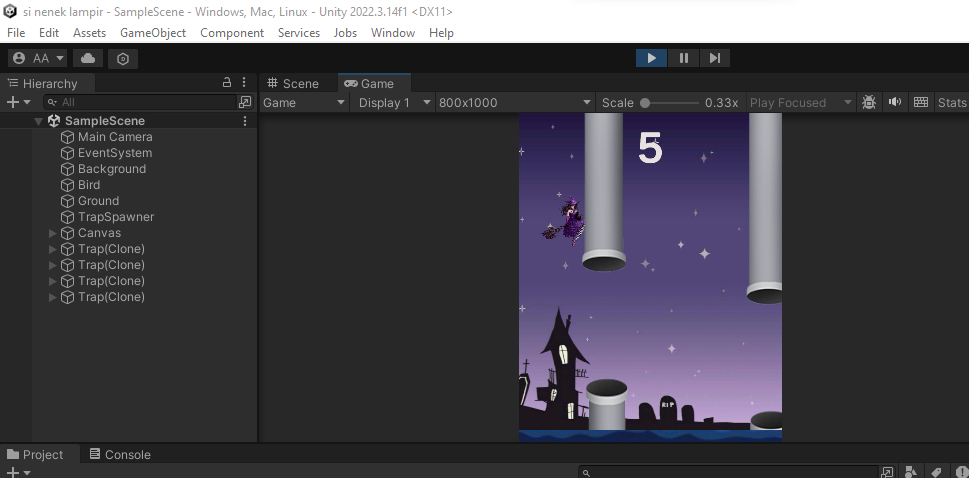 si nenek lampir - SampleScene - Windows, Mac, Linux - Unity 2022.3.14f1 <DX11>
File Edit Assets GameObject Component Services Jobs Window Help
AA
Hierarchy
All
SampleScene
Main Camera
EventSystem
Background
Bird
Ground
TrapSpawner
Canvas
Trap(Clone)
Trap(Clone)
Trap(Clone)
Trap(Clone)
Scene Game
Game Display 1 800x1000 Scale 0.33x Play Focused Stats
5
RIP
Project Console